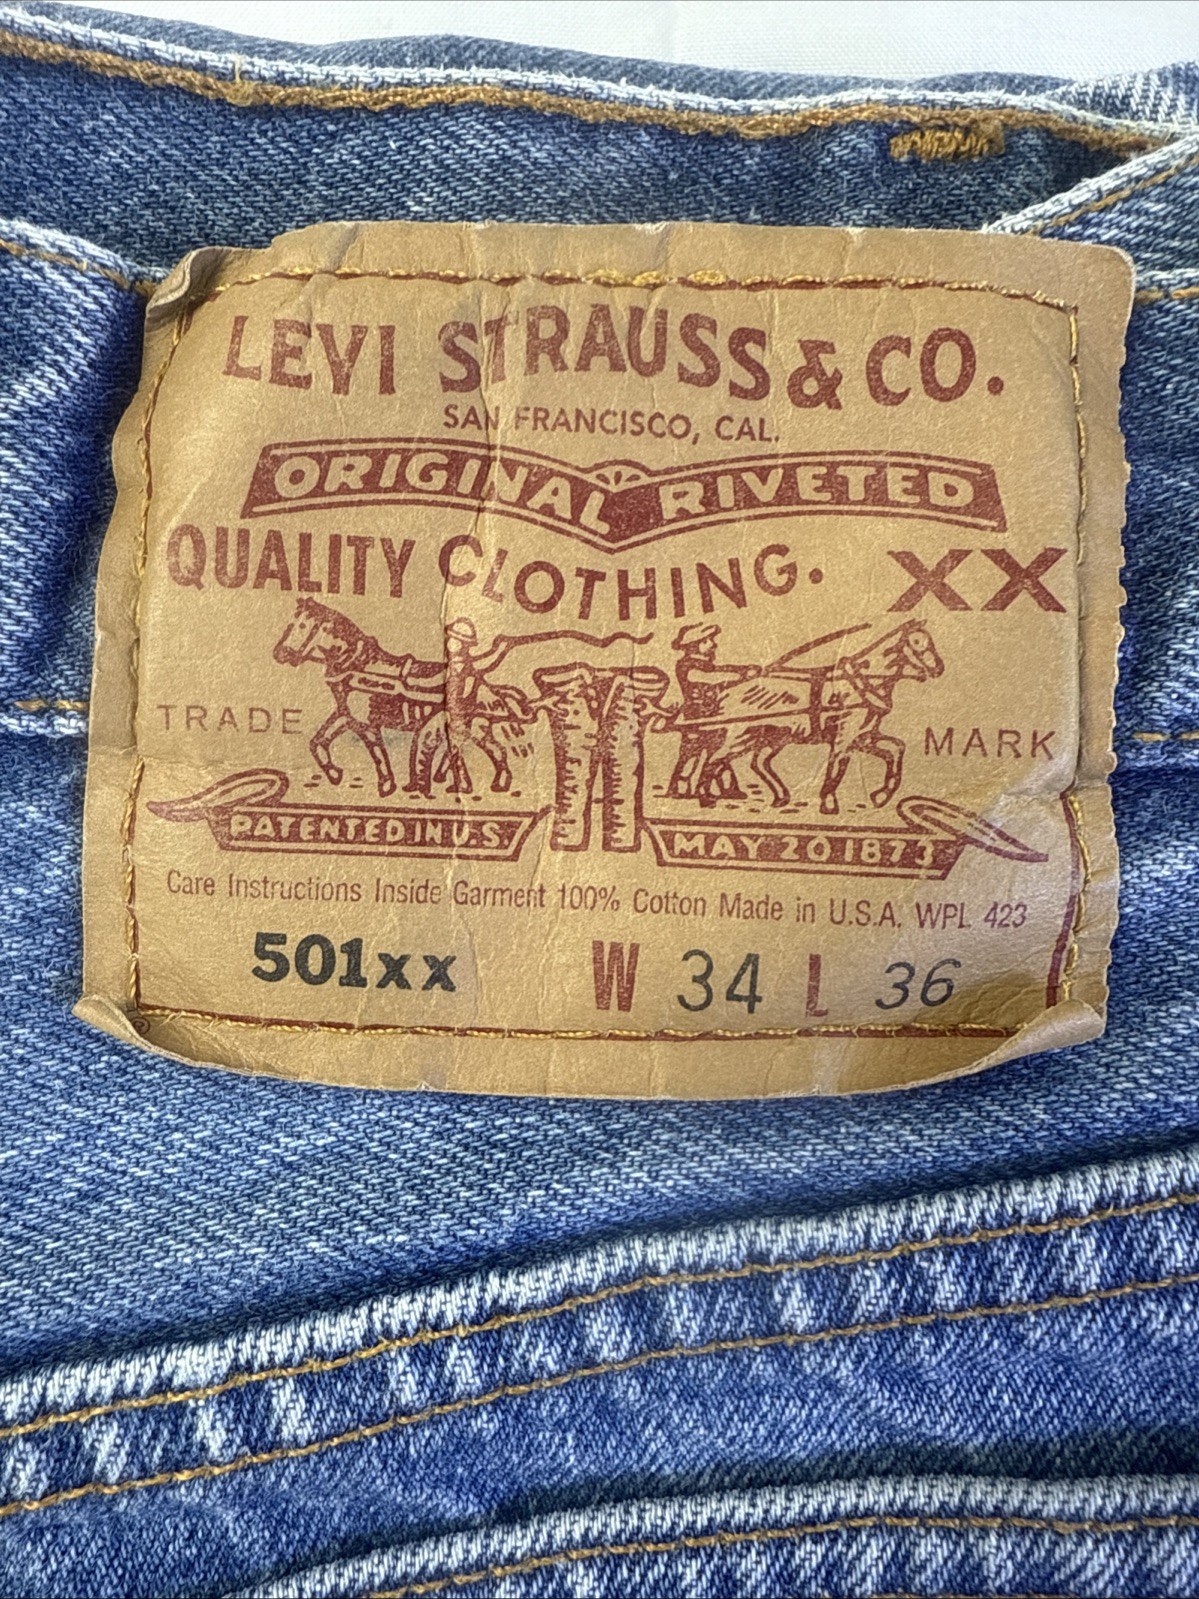 LEVI STRAUSS & CO.
SAN FRANCISCO, CAL.
ORIGINAL RIVETED
QUALITY CLOTHING. XX
TRADE MARK
PATENTED IN U.S. MAY 20 1873
Care Instructions Inside Garment 100% Cotton Made in U.S.A. WPL 423
501xx W 34 L 36
®